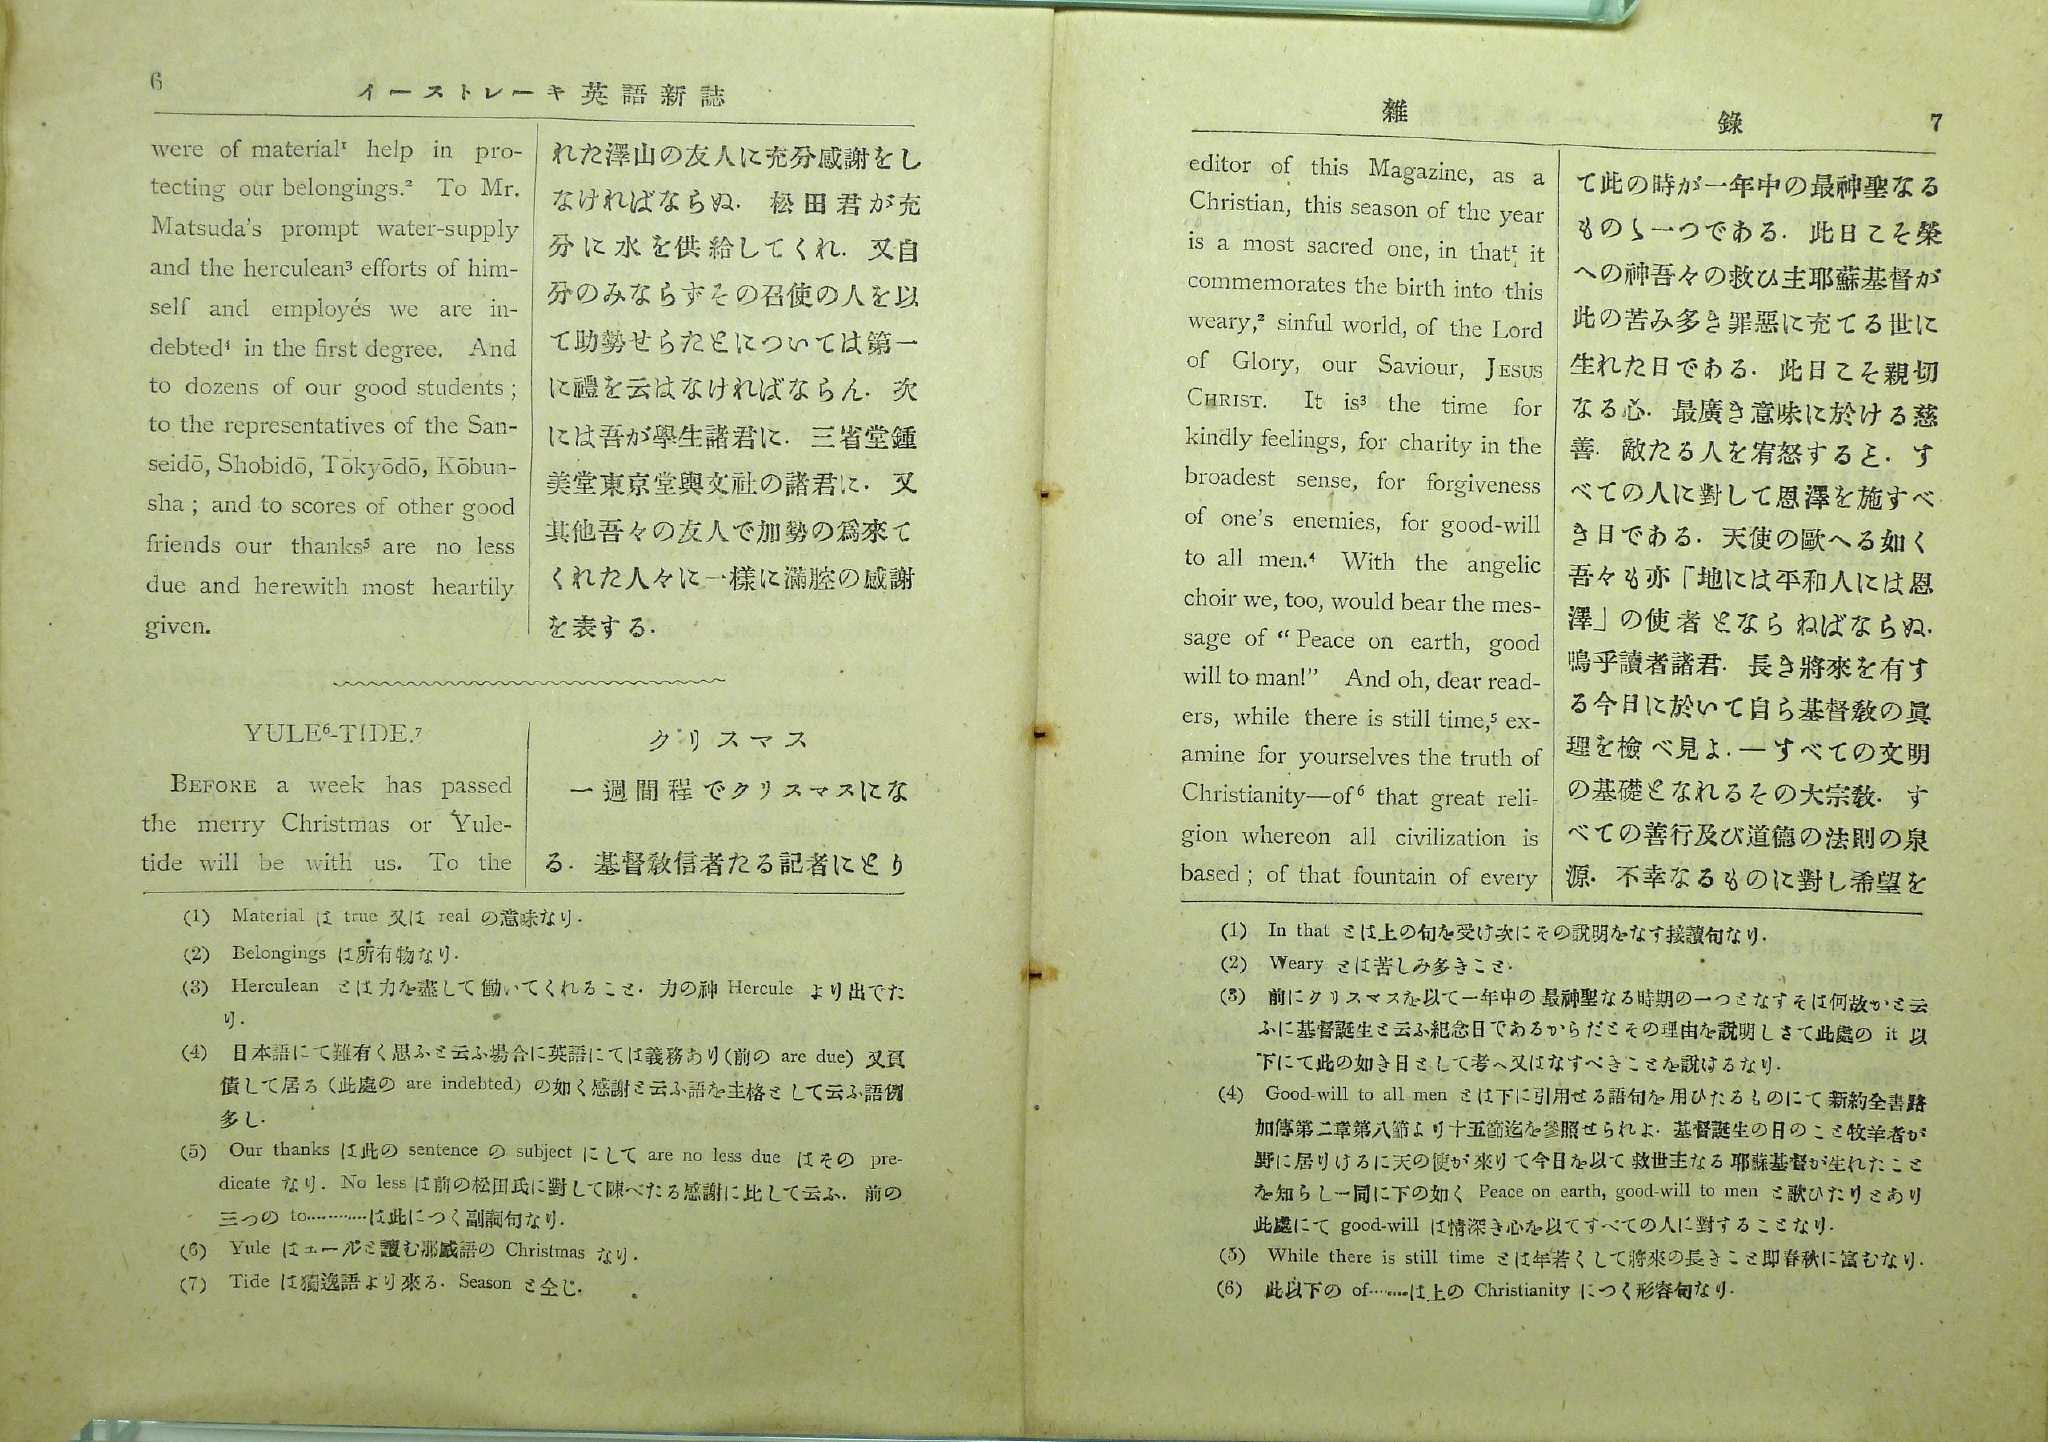 6
イーストレーキ英語新誌
were of material¹ help in pro-
tecting our belongings.² To Mr.
Matsuda's prompt water-supply
and the herculean³ efforts of him-
self and employés we are in-
debted⁴ in the first degree. And
to dozens of our good students;
to the representatives of the San-
seidō, Shobidō, Tōkyōdō, Kōbun-
sha; and to scores of other good
friends our thanks⁵ are no less
due and herewith most heartily
given.
れた澤山の友人に充分感謝をし
なければならぬ. 松田君が充
分に水を供給してくれ. 又自
分のみならずその召使の人を以
て助勢せらたとについては第一
に禮を云はなければならん. 次
には吾が學生諸君に. 三省堂鍾
美堂東京堂興文社の諸君に. 又
其他吾々の友人で加勢の爲來て
くれた人々に一樣に滿腔の感謝
を表する.
YULE⁶-TIDE.⁷
BEFORE a week has passed
the merry Christmas or Yule-
tide will be with us. To the
クリスマス
一週間程でクリスマスにな
る. 基督敎信者たる記者にとり
(1) Material は true 又は real の意味なり.
(2) Belongings は所有物なり.
(3) Herculean とは力を盡して働いてくれること. 力の神 Hercule より出でた
り.
(4) 日本語にて難有く思ふと云ふ場合に英語にては義務あり(前の are due) 又負
債して居る (此處の are indebted) の如く感謝と云ふ語を主格として云ふ語例
多し.
(5) Our thanks は此の sentence の subject にして are no less due はその pre-
dicate なり. No less は前の松田氏に對して陳べたる感謝に比して云ふ. 前の
三つの to............は此につく副詞句なり.
(6) Yule はユールと讀む那威語の Christmas なり.
(7) Tide は獨逸語より來る. Season と仝じ.
雜錄
7
editor of this Magazine, as a
Christian, this season of the year
is a most sacred one, in that¹ it
commemorates the birth into this
weary,² sinful world, of the Lord
of Glory, our Saviour, JESUS
CHRIST. It is³ the time for
kindly feelings, for charity in the
broadest sense, for forgiveness
of one's enemies, for good-will
to all men.⁴ With the angelic
choir we, too, would bear the mes-
sage of "Peace on earth, good
will to man!" And oh, dear read-
ers, while there is still time,⁵ ex-
amine for yourselves the truth of
Christianity—of⁶ that great reli-
gion whereon all civilization is
based; of that fountain of every
て此の時が一年中の最神聖なる
ものゝ一つである. 此日こそ榮
への神吾々の救ひ主耶蘇基督が
此の苦み多き罪惡に充てる世に
生れた日である. 此日こそ親切
なる心. 最廣き意味に於ける慈
善. 敵たる人を宥怒すると. す
べての人に對して恩澤を施すべ
き日である. 天使の歐へる如く
吾々も亦「地には平和人には恩
澤」の使者とならねばならぬ.
嗚乎讀者諸君. 長き將來を有す
る今日に於いて自ら基督敎の眞
理を檢べ見よ.—すべての文明
の基礎となれるその大宗敎. す
べての善行及び道德の法則の泉
源. 不幸なるものに對し希望を
(1) In that とは上の句を受け次にその説明をなす接續句なり.
(2) Weary とは苦しみ多きこと.
(3) 前にクリスマスを以て一年中の最神聖なる時期の一つとなすそは何故かと云
ふに基督誕生と云ふ紀念日であるからだとその理由を説明しさて此處の it 以
下にて此の如き日として考へ又はなすべきことを説けるなり.
(4) Good-will to all men とは下に引用せる語句を用ひたるものにて新約全書路
加傳第二章第八節より十五節迄を參照せられよ. 基督誕生の日のこと牧羊者が
野に居りけるに天の使が來りて今日を以て救世主なる耶蘇基督が生れたこと
を知らし一同に下の如く Peace on earth, good-will to men と歌ひたりとあり
此處にて good-will は情深き心を以てすべての人に對することなり.
(5) While there is still time とは年若くして將來の長きこと即春秋に富むなり.
(6) 此以下の of........は上の Christianity につく形容句なり.